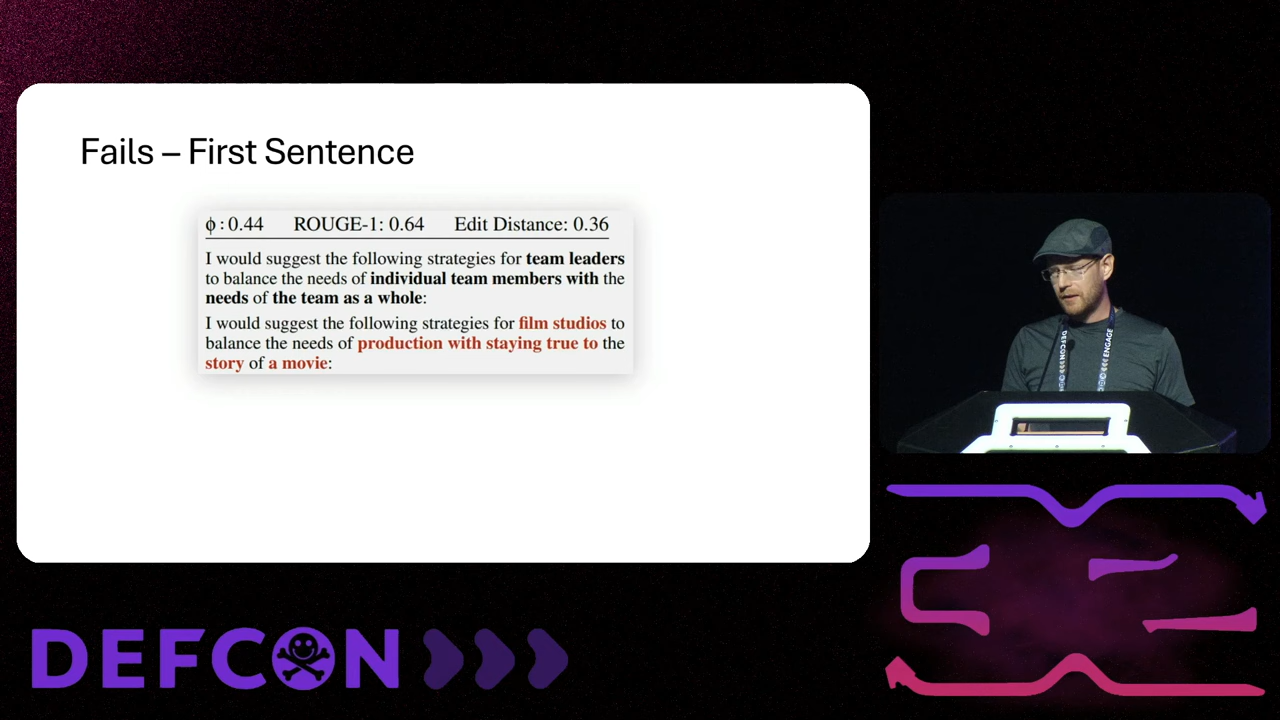 Fails – First Sentence
ϕ : 0.44 ROUGE-1: 0.64 Edit Distance: 0.36
I would suggest the following strategies for team leaders
to balance the needs of individual team members with the
needs of the team as a whole:
I would suggest the following strategies for film studios to
balance the needs of production with staying true to the
story of a movie:
DEFCON
ENGAGE
DEFCON